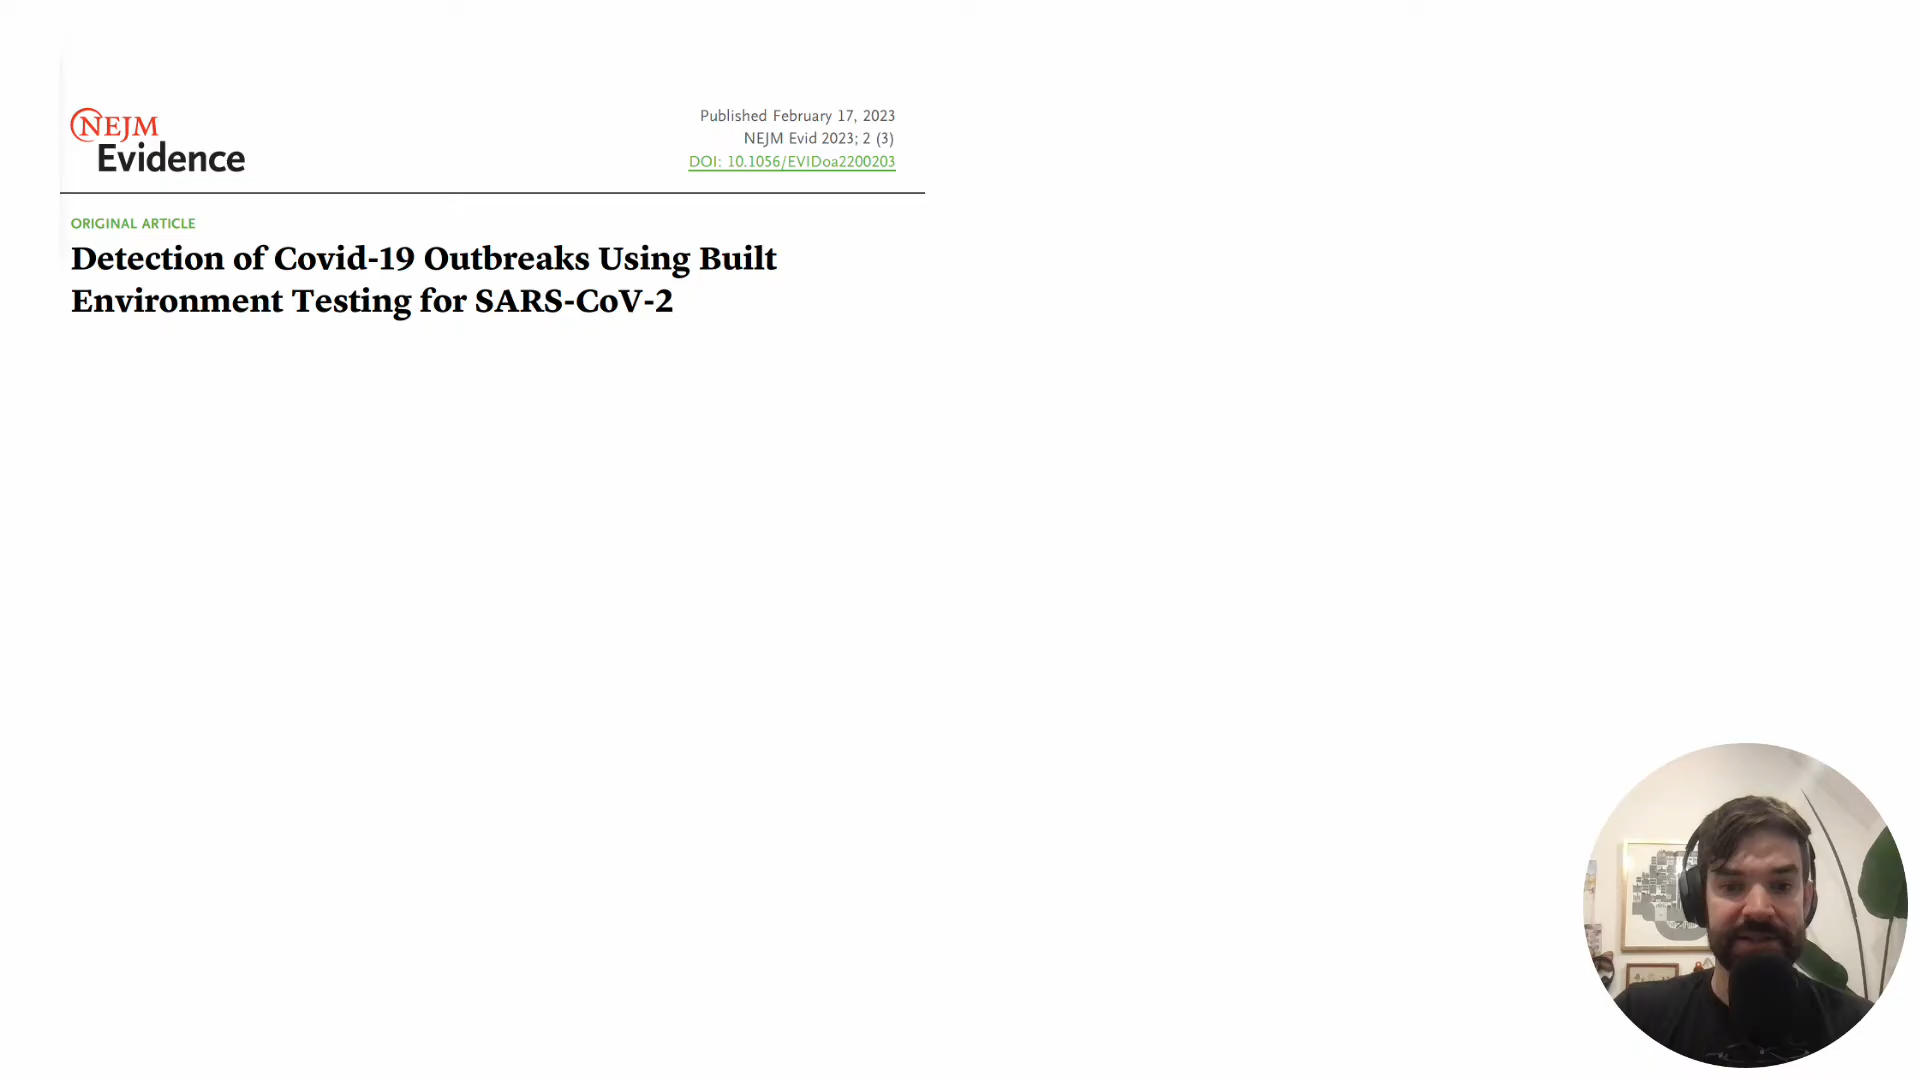 NEJM
Evidence
Published February 17, 2023
NEJM Evid 2023; 2 (3)
DOI: 10.1056/EVIDoa2200203
ORIGINAL ARTICLE
Detection of Covid-19 Outbreaks Using Built
Environment Testing for SARS-CoV-2